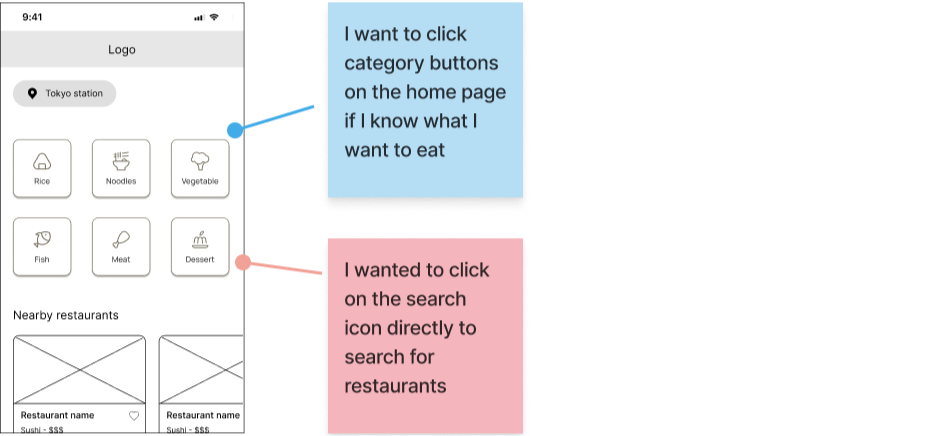 9:41
Logo
Tokyo station
Rice Noodles Vegetable
Fish Meat Dessert
Nearby restaurants
Restaurant name Restaurant name
Sushi - $$$ Sushi - $$$
I want to click
category buttons
on the home page
if I know what I
want to eat
I wanted to click
on the search
icon directly to
search for
restaurants